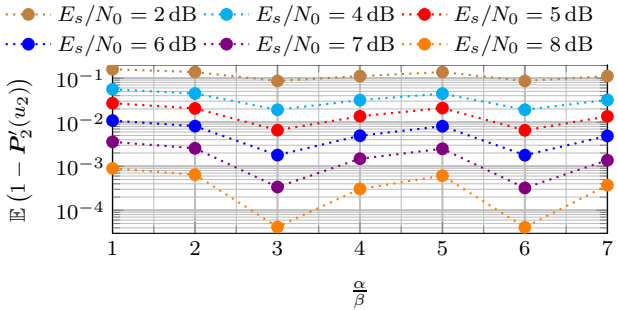 E_s/N_0 = 2 dB E_s/N_0 = 4 dB E_s/N_0 = 5 dB
E_s/N_0 = 6 dB E_s/N_0 = 7 dB E_s/N_0 = 8 dB
10^{-1}
10^{-2}
10^{-3}
10^{-4}
𝔼 (1 − P′_2(u_2))
1 2 3 4 5 6 7
α/β